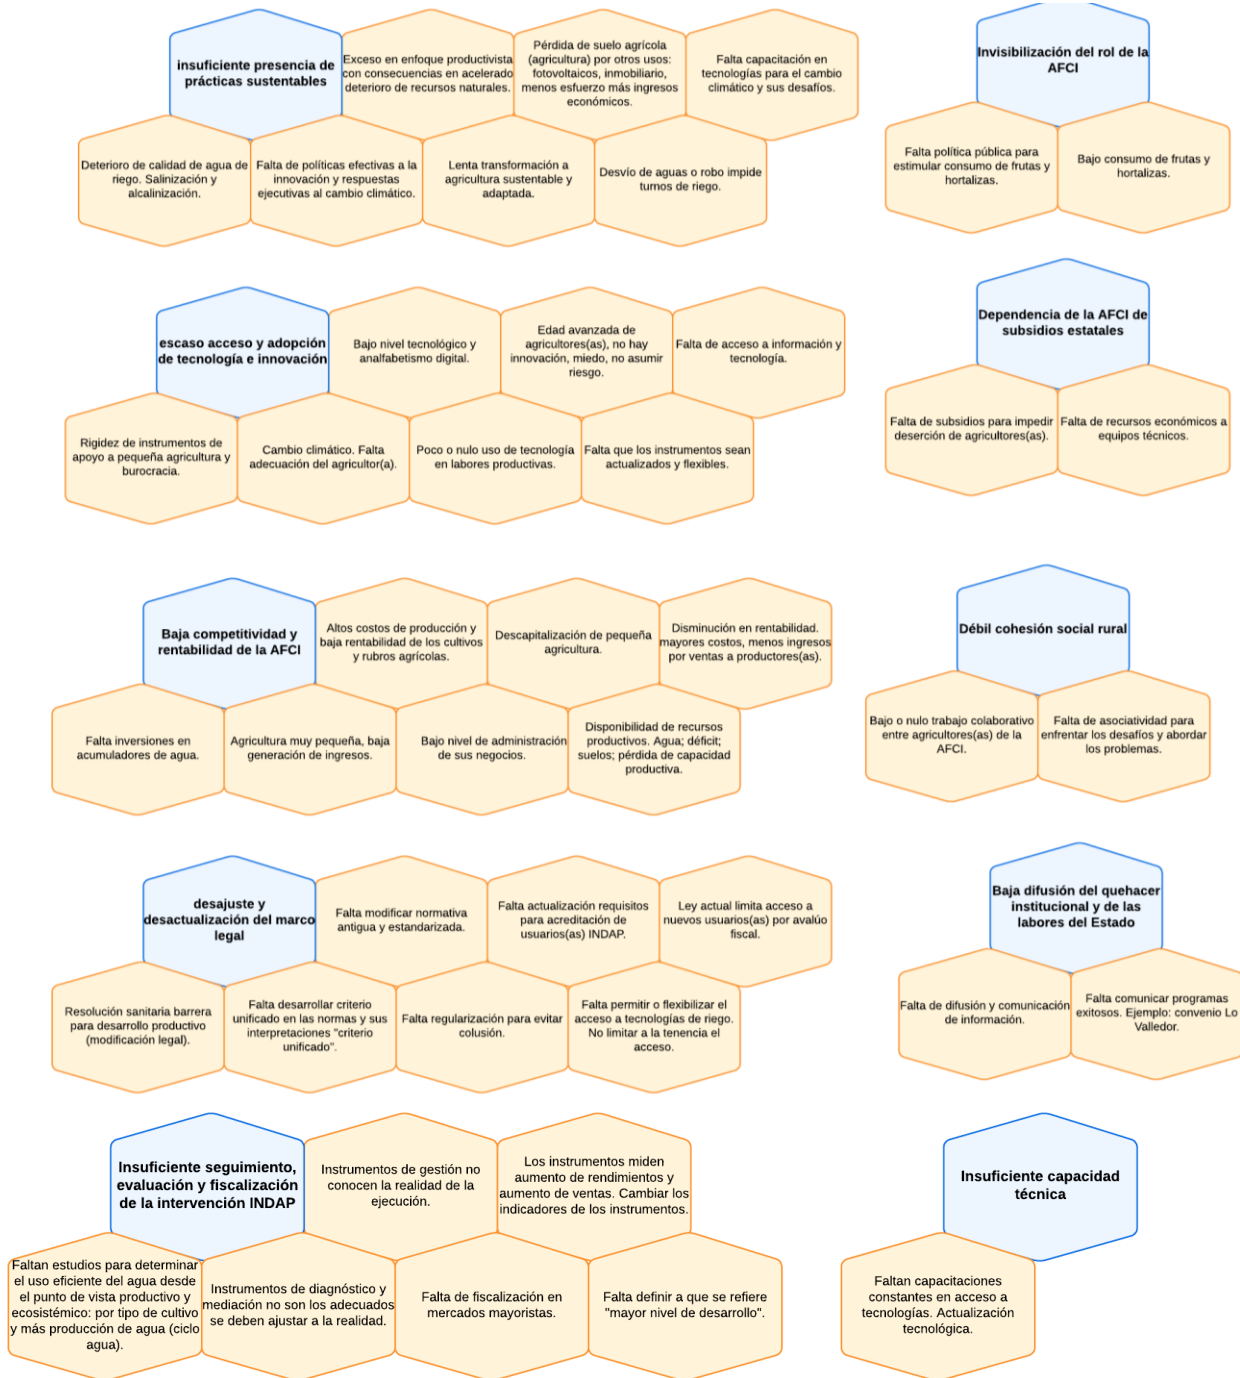 insuficiente presencia de
prácticas sustentables
Exceso en enfoque productivista
con consecuencias en acelerado
deterioro de recursos naturales.
Pérdida de suelo agrícola
(agricultura) por otros usos:
fotovoltaicos, inmobiliario,
menos esfuerzo más ingresos
económicos.
Falta capacitación en
tecnologías para el cambio
climático y sus desafíos.
Deterioro de calidad de agua de
riego. Salinización y
alcalinización.
Falta de políticas efectivas a la
innovación y respuestas
ejecutivas al cambio climático.
Lenta transformación a
agricultura sustentable y
adaptada.
Desvío de aguas o robo impide
turnos de riego.
Invisibilización del rol de la
AFCI
Falta política pública para
estimular consumo de frutas y
hortalizas.
Bajo consumo de frutas y
hortalizas.
escaso acceso y adopción
de tecnología e innovación
Bajo nivel tecnológico y
analfabetismo digital.
Edad avanzada de
agricultores(as), no hay
innovación, miedo, no asumir
riesgo.
Falta de acceso a información y
tecnología.
Rigidez de instrumentos de
apoyo a pequeña agricultura y
burocracia.
Cambio climático. Falta
adecuación del agricultor(a).
Poco o nulo uso de tecnología
en labores productivas.
Falta que los instrumentos sean
actualizados y flexibles.
Dependencia de la AFCI de
subsidios estatales
Falta de subsidios para impedir
deserción de agricultores(as).
Falta de recursos económicos a
equipos técnicos.
Baja competitividad y
rentabilidad de la AFCI
Altos costos de producción y
baja rentabilidad de los cultivos
y rubros agrícolas.
Descapitalización de pequeña
agricultura.
Disminución en rentabilidad.
mayores costos, menos ingresos
por ventas a productores(as).
Falta inversiones en
acumuladores de agua.
Agricultura muy pequeña, baja
generación de ingresos.
Bajo nivel de administración
de sus negocios.
Disponibilidad de recursos
productivos. Agua; déficit;
suelos; pérdida de capacidad
productiva.
Débil cohesión social rural
Bajo o nulo trabajo colaborativo
entre agricultores(as) de la
AFCI.
Falta de asociatividad para
enfrentar los desafíos y abordar
los problemas.
desajuste y
desactualización del marco
legal
Falta modificar normativa
antigua y estandarizada.
Falta actualización requisitos
para acreditación de
usuarios(as) INDAP.
Ley actual limita acceso a
nuevos usuarios(as) por avalúo
fiscal.
Resolución sanitaria barrera
para desarrollo productivo
(modificación legal).
Falta desarrollar criterio
unificado en las normas y sus
interpretaciones "criterio
unificado".
Falta regularización para evitar
colusión.
Falta permitir o flexibilizar el
acceso a tecnologías de riego.
No limitar a la tenencia el
acceso.
Baja difusión del quehacer
institucional y de las
labores del Estado
Falta de difusión y comunicación
de información.
Falta comunicar programas
exitosos. Ejemplo: convenio Lo
Valledor.
Insuficiente seguimiento,
evaluación y fiscalización
de la intervención INDAP
Instrumentos de gestión no
conocen la realidad de la
ejecución.
Los instrumentos miden
aumento de rendimientos y
aumento de ventas. Cambiar los
indicadores de los instrumentos.
Faltan estudios para determinar
el uso eficiente del agua desde
el punto de vista productivo y
ecosistémico: por tipo de cultivo
y más producción de agua (ciclo
agua).
Instrumentos de diagnóstico y
mediación no son los adecuados
se deben ajustar a la realidad.
Falta de fiscalización en
mercados mayoristas.
Falta definir a que se refiere
"mayor nivel de desarrollo".
Insuficiente capacidad
técnica
Faltan capacitaciones
constantes en acceso a
tecnologías. Actualización
tecnológica.